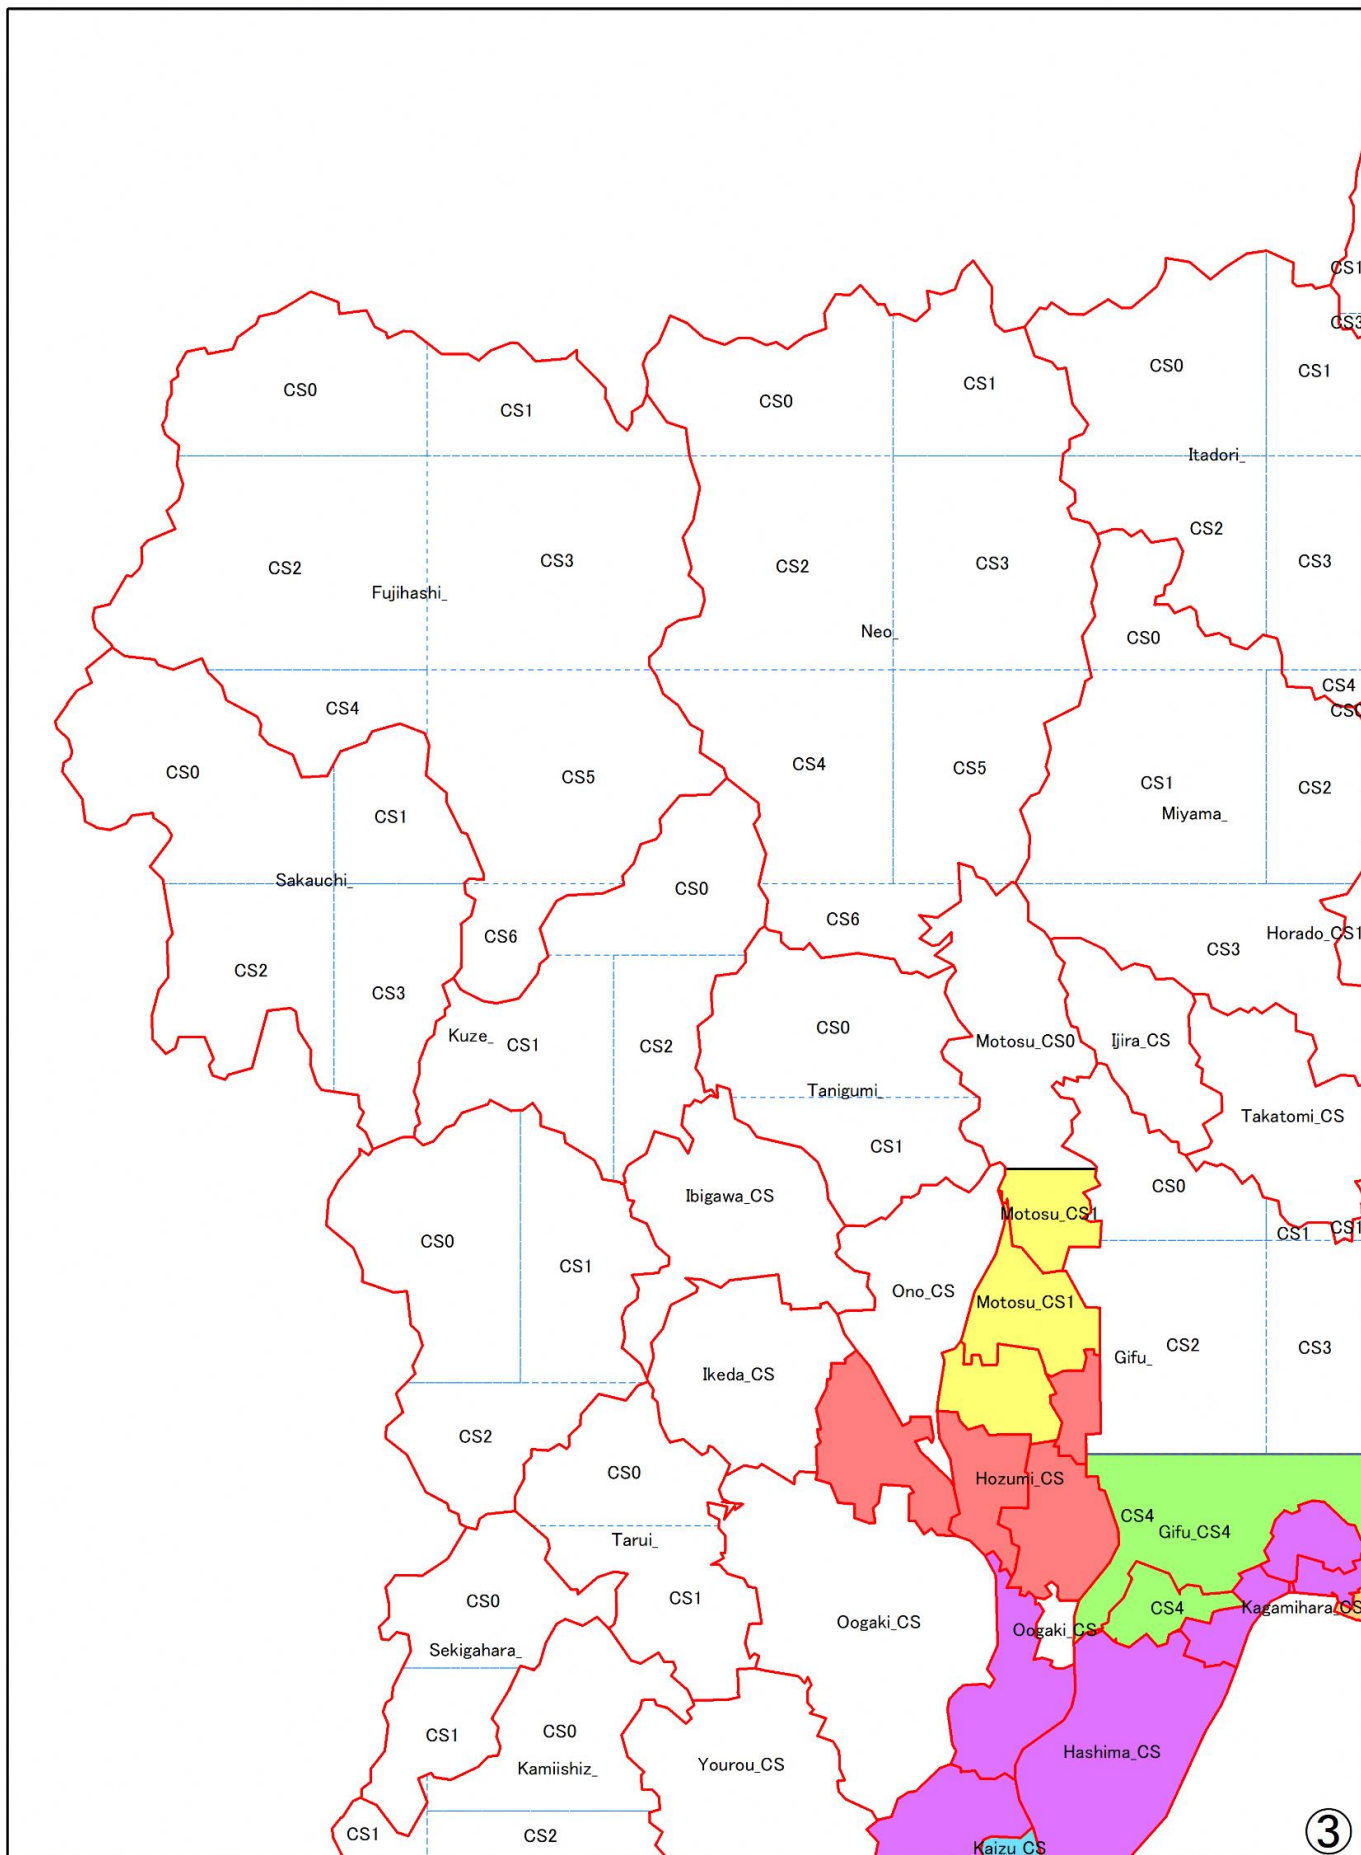 CS1
CS3
CS0
CS1
CS0
CS1
CS0
CS1
Itadori_
CS2
CS3
CS2
CS3
CS2
CS3
Fujihashi_
Neo_
CS0
CS4
CS4
CS0
CS5
CS4
CS5
CS1
CS2
CS1
Miyama_
Sakauchi_
CS0
CS6
CS6
CS3
Horado_CS1
CS2
CS3
Kuze_
CS1
CS2
CS0
Motosu_CS0
Ijira_CS
Tanigumi_
Takatomi_CS
CS1
Ibigawa_CS
CS0
Motosu_CS1
CS1
CS1
CS0
CS1
Ono_CS
Motosu_CS1
Gifu_
CS2
CS3
Ikeda_CS
CS2
CS0
Hozumi_CS
CS4
Gifu_CS4
Tarui_
CS0
CS1
Oogaki_CS
Oogaki_CS
CS4
Kagamihara_CS
Sekigahara_
CS1
CS0
Kamiishiz_
Yourou_CS
Hashima_CS
CS1
CS2
Kaizu_CS
③